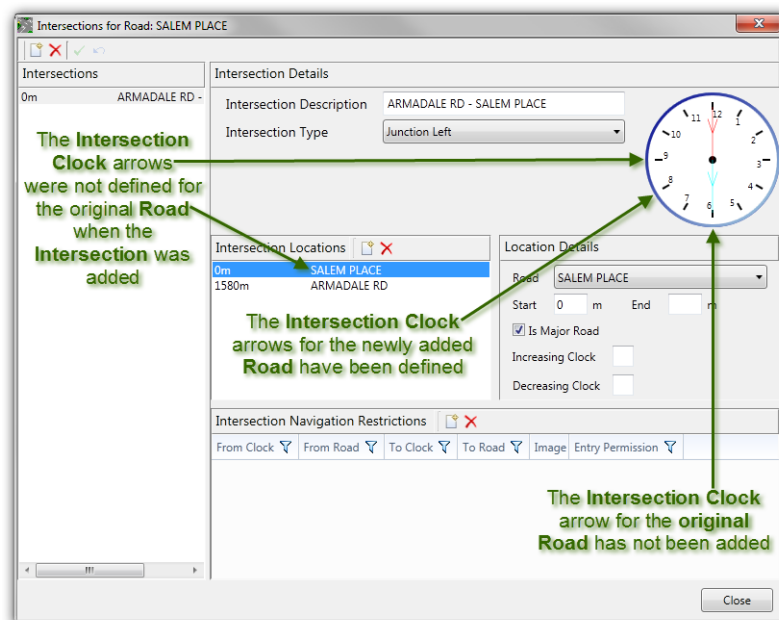 Intersections for Road: SALEM PLACE
Intersections
0m ARMADALE RD -
Intersection Details
Intersection Description ARMADALE RD - SALEM PLACE
Intersection Type Junction Left
12
1
2
3
4
5
6
7
8
9
10
11
The Intersection
Clock arrows
were not defined for
the original Road
when the
Intersection was
added
Intersection Locations
0m SALEM PLACE
1580m ARMADALE RD
The Intersection Clock
arrows for the newly added
Road have been defined
Location Details
Road SALEM PLACE
Start 0 m End m
Is Major Road
Increasing Clock
Decreasing Clock
Intersection Navigation Restrictions
From Clock From Road To Clock To Road Image Entry Permission
The Intersection Clock
arrow for the original
Road has not been added
Close